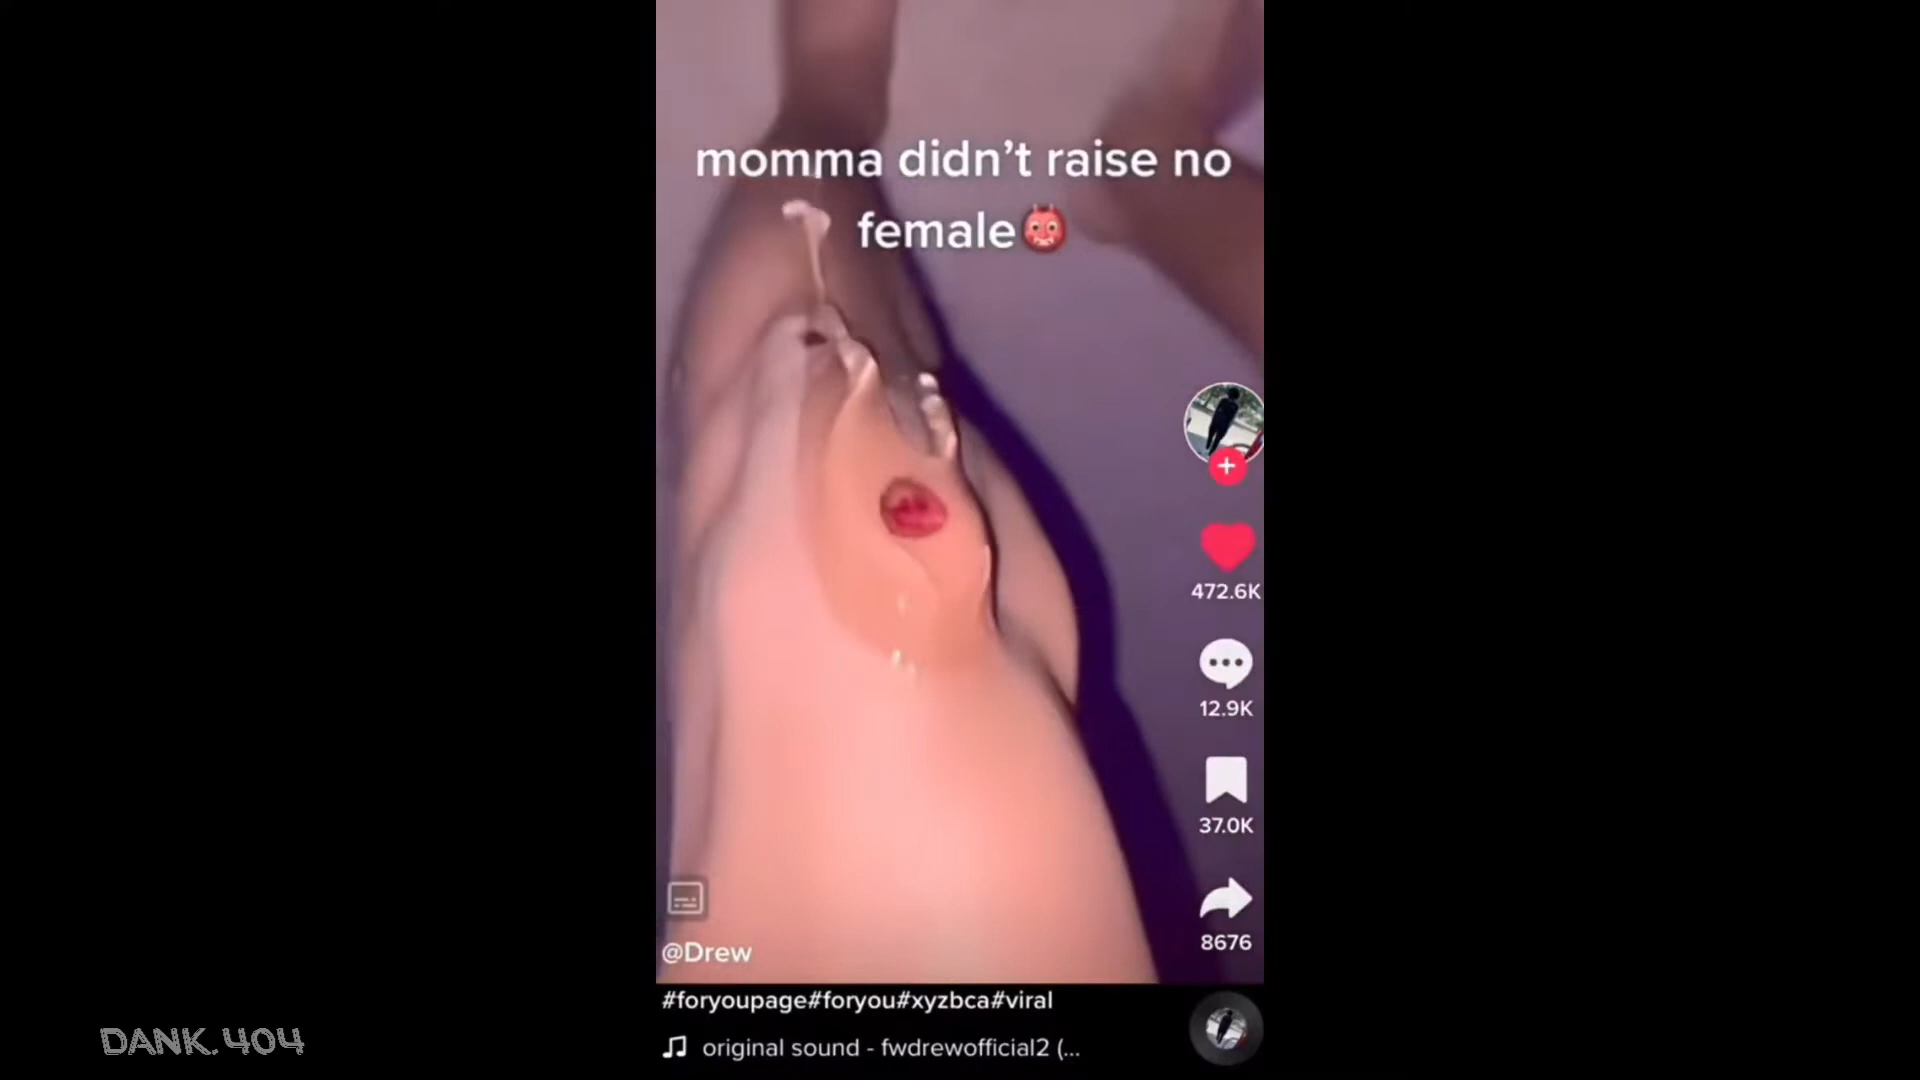 momma didn't raise no
female👹
472.6K
12.9K
37.0K
8676
@Drew
#foryoupage#foryou#xyzbca#viral
original sound - fwdrewofficial2 (...
DANK.404